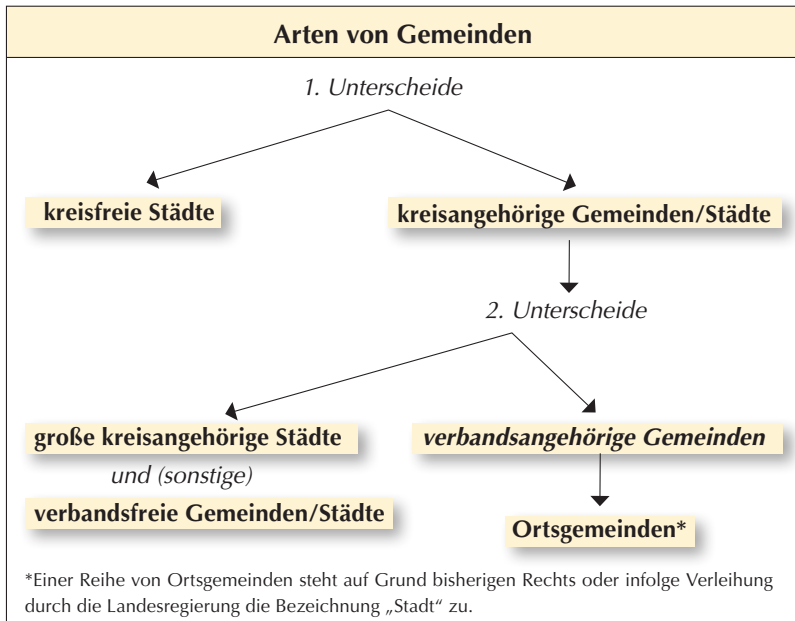 Arten von Gemeinden
1. Unterscheide
kreisfreie Städte
kreisangehörige Gemeinden/Städte
2. Unterscheide
große kreisangehörige Städte
und (sonstige)
verbandsfreie Gemeinden/Städte
verbandsangehörige Gemeinden
Ortsgemeinden*
*Einer Reihe von Ortsgemeinden steht auf Grund bisherigen Rechts oder infolge Verleihung
durch die Landesregierung die Bezeichnung „Stadt“ zu.